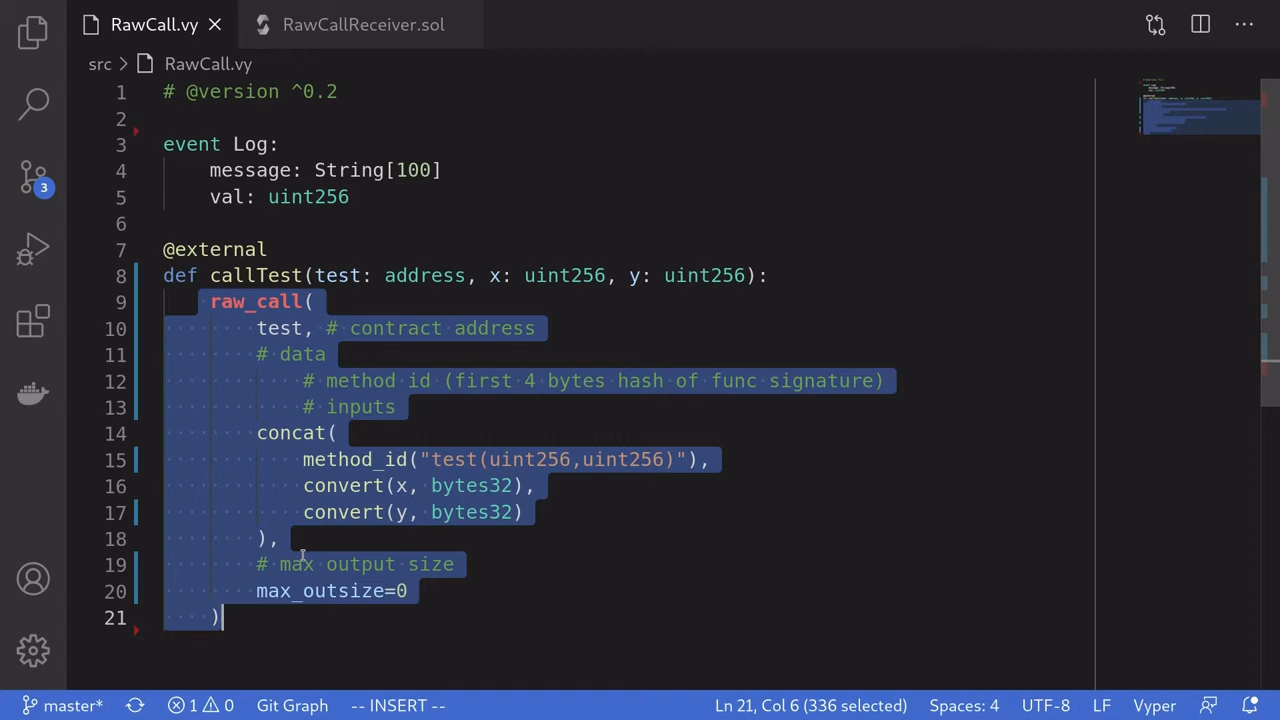 RawCall.vy
RawCallReceiver.sol
src > RawCall.vy
1 # @version ^0.2
2
3 event Log:
4 message: String[100]
5 val: uint256
6
7 @external
8 def callTest(test: address, x: uint256, y: uint256):
9 raw_call(
10 test, # contract address
11 # data
12 # method id (first 4 bytes hash of func signature)
13 # inputs
14 concat(
15 method_id("test(uint256,uint256)"),
16 convert(x, bytes32),
17 convert(y, bytes32)
18 ),
19 # max output size
20 max_outsize=0
21 )
3
master* 1 0 Git Graph -- INSERT -- Ln 21, Col 6 (336 selected) Spaces: 4 UTF-8 LF Vyper